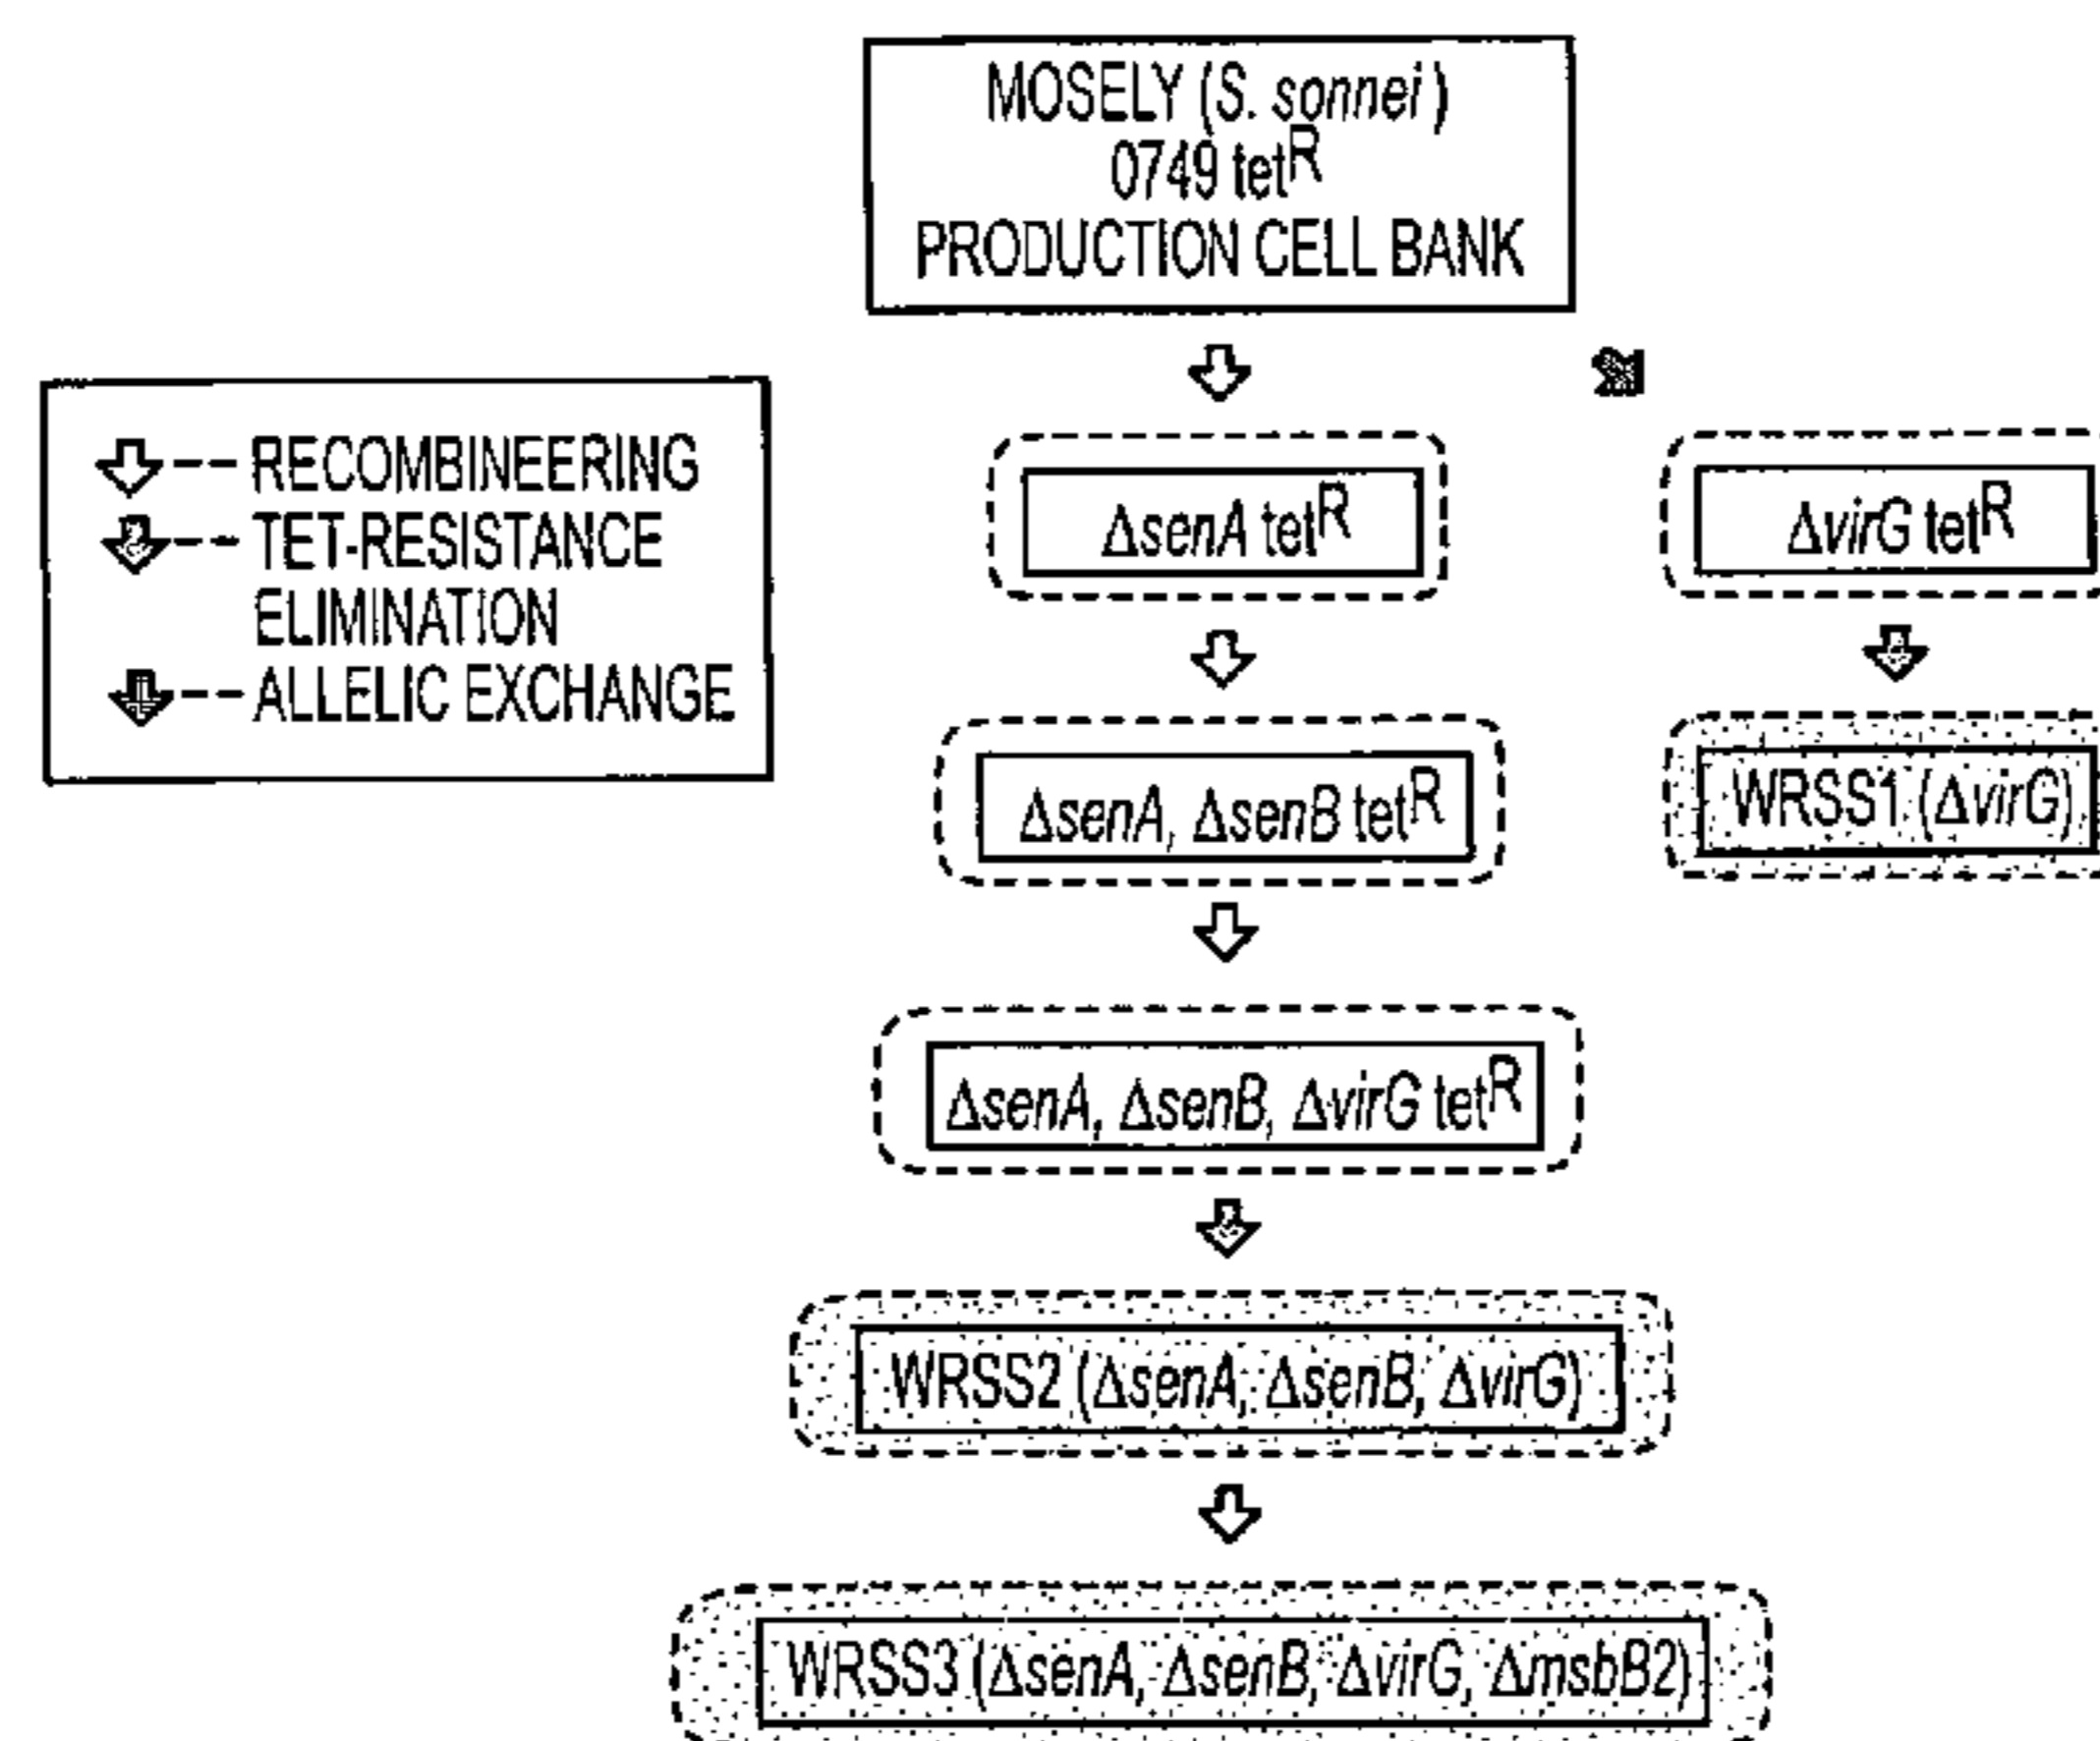 MOSELY (S. sonnei)
0749 tetR
PRODUCTION CELL BANK
RECOMBINEERING
TET-RESISTANCE
ELIMINATION
ALLELIC EXCHANGE
ΔsenA tetR
ΔvirG tetR
ΔsenA, ΔsenB tetR
WRSS1 (ΔvirG)
ΔsenA, ΔsenB, ΔvirG tetR
WRSS2 (ΔsenA, ΔsenB, ΔvirG)
WRSS3 (ΔsenA, ΔsenB, ΔvirG, ΔmsbB2)